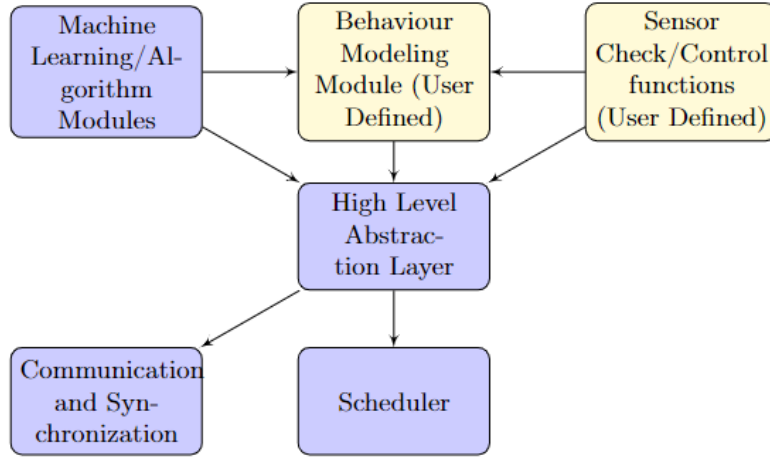 Machine
Learning/Al-
gorithm
Modules
Behaviour
Modeling
Module (User
Defined)
Sensor
Check/Control
functions
(User Defined)
High Level
Abstrac-
tion Layer
Communication
and Syn-
chronization
Scheduler